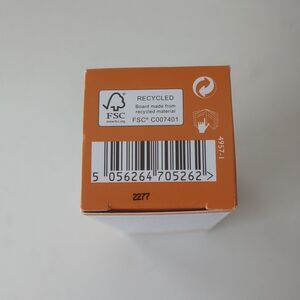 RECYCLED
Board made from
recycled material
FSC® C007401
FSC
www.fsc.org
4957-1
5 056264 705262 >
2277